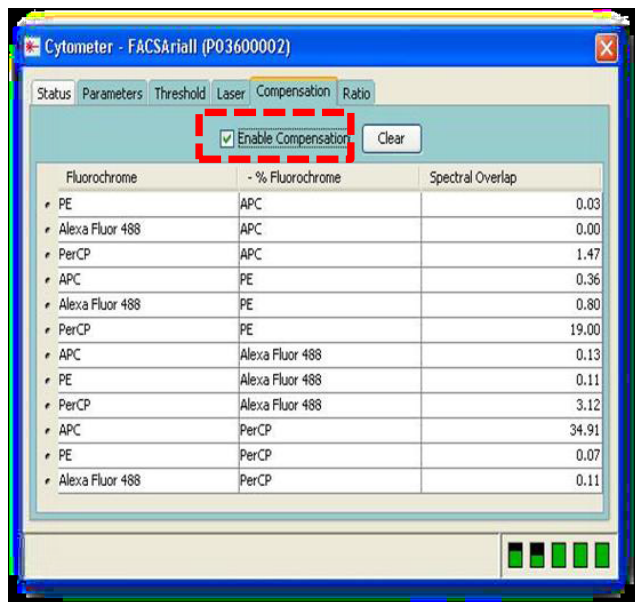 Cytometer - FACSAriaII (P03600002)
Status Parameters Threshold Laser Compensation Ratio
Enable Compensation Clear
Fluorochrome - % Fluorochrome Spectral Overlap
PE APC 0.03
Alexa Fluor 488 APC 0.00
PerCP APC 1.47
APC PE 0.36
Alexa Fluor 488 PE 0.80
PerCP PE 19.00
APC Alexa Fluor 488 0.13
PE Alexa Fluor 488 0.11
PerCP Alexa Fluor 488 3.12
APC PerCP 34.91
PE PerCP 0.07
Alexa Fluor 488 PerCP 0.11